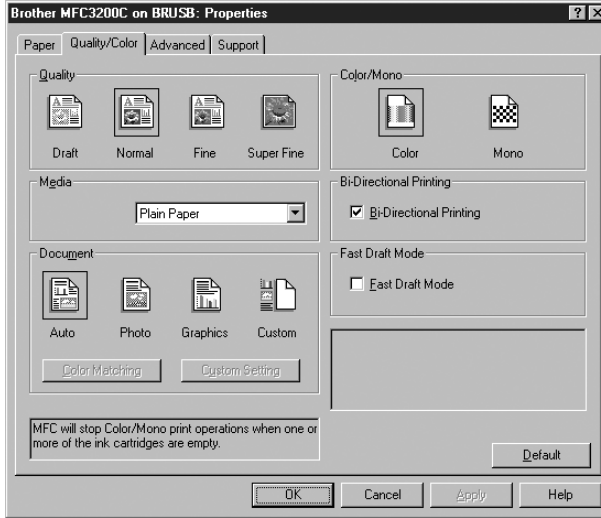 Brother MFC3200C on BRUSB: Properties
Paper Quality/Color Advanced Support
Quality
Draft Normal Fine Super Fine
Color/Mono
Color Mono
Media
Plain Paper
Bi-Directional Printing
Bi-Directional Printing
Document
Auto Photo Graphics Custom
Color Matching Custom Setting
Fast Draft Mode
Fast Draft Mode
MFC will stop Color/Mono print operations when one or
more of the ink cartridges are empty.
Default
OK Cancel Apply Help